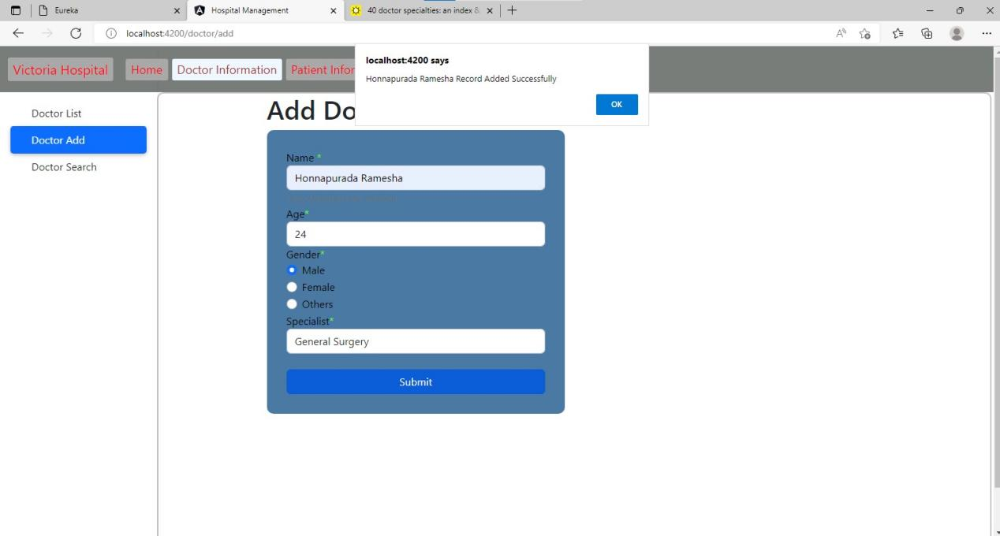 Eureka
Hospital Management
40 doctor specialties: an index &
localhost:4200/doctor/add
localhost:4200 says
Honnapurada Ramesha Record Added Successfully
OK
Victoria Hospital
Home
Doctor Information
Patient Infor
Doctor List
Doctor Add
Doctor Search
Add Do
Name *
Honnapurada Ramesha
Age*
24
Gender*
Male
Female
Others
Specialist*
General Surgery
Submit